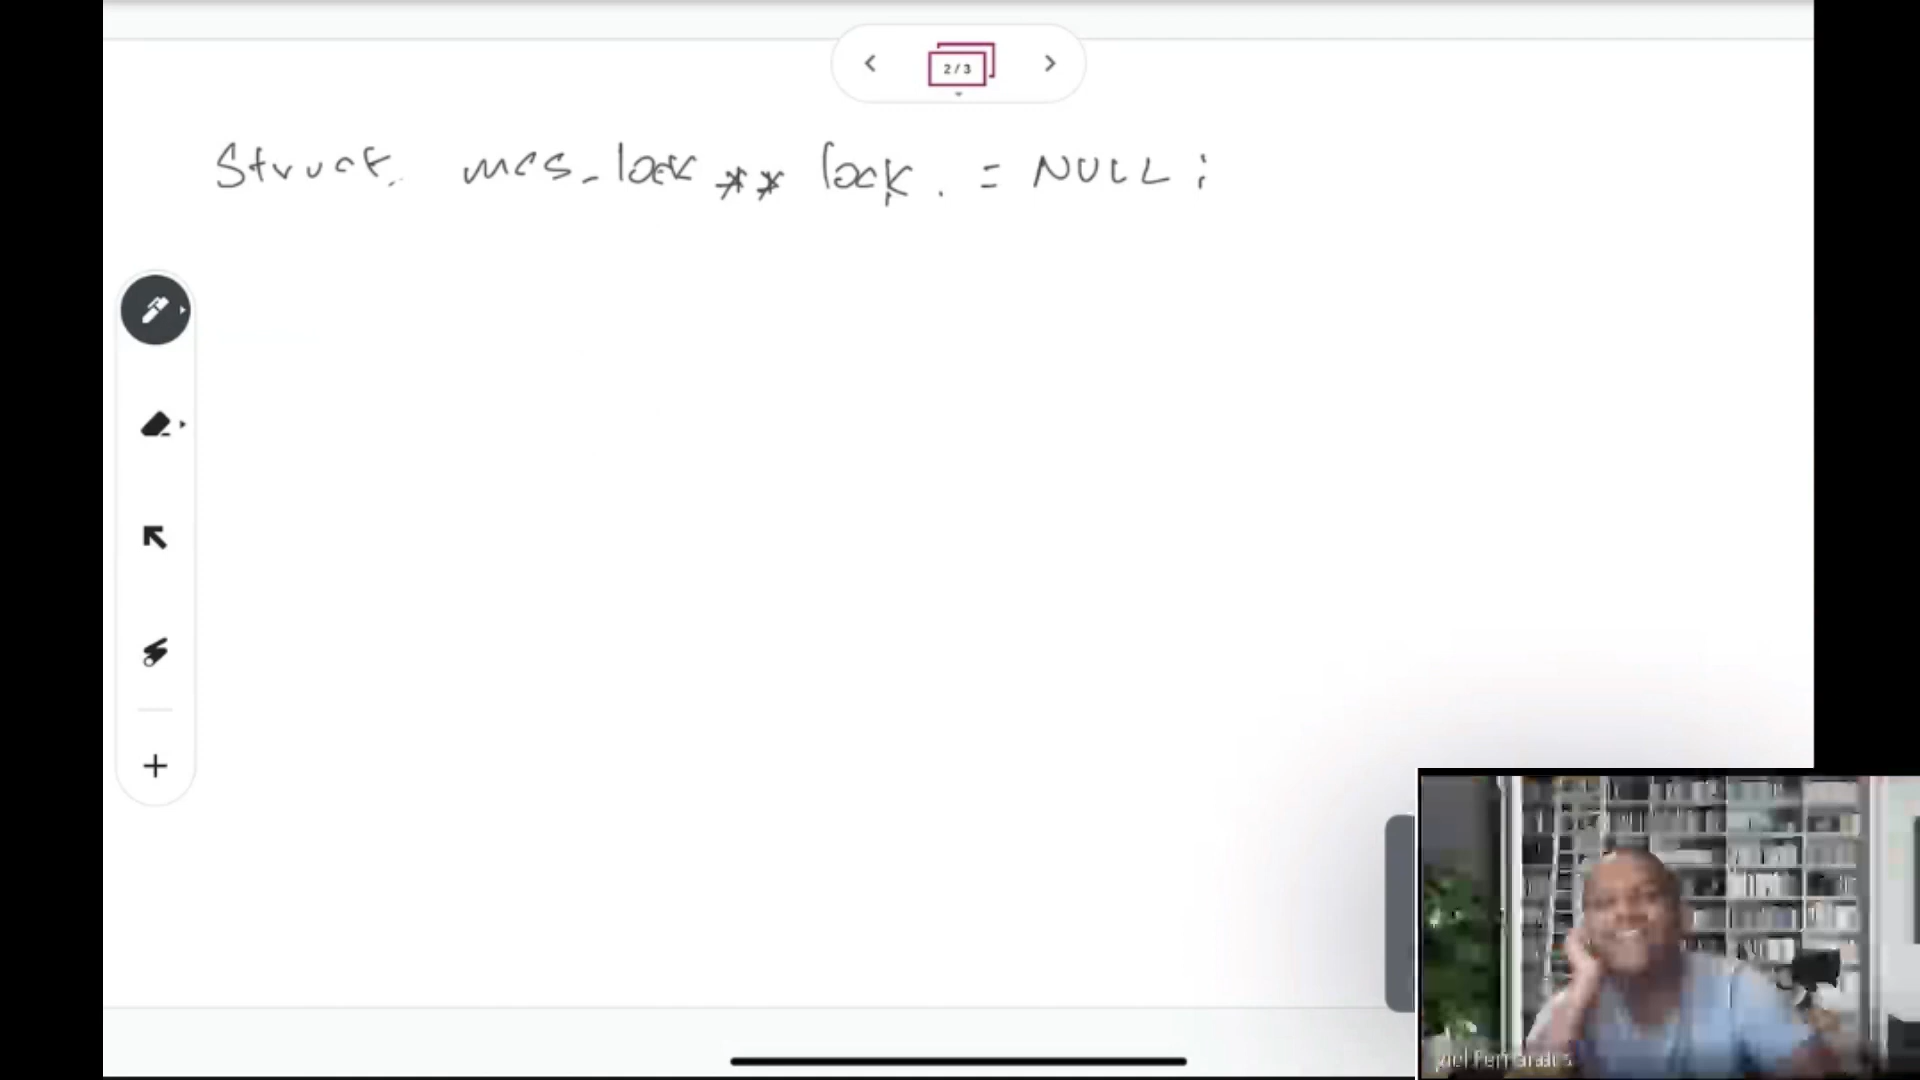 2/3
Struct. mcs_lock ** lock. = NULL;